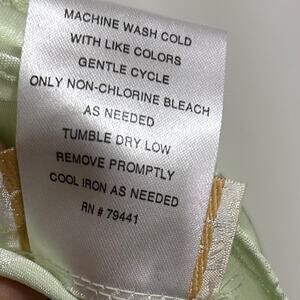 MACHINE WASH COLD
WITH LIKE COLORS
GENTLE CYCLE
ONLY NON-CHLORINE BLEACH
AS NEEDED
TUMBLE DRY LOW
REMOVE PROMPTLY
COOL IRON AS NEEDED
RN # 79441